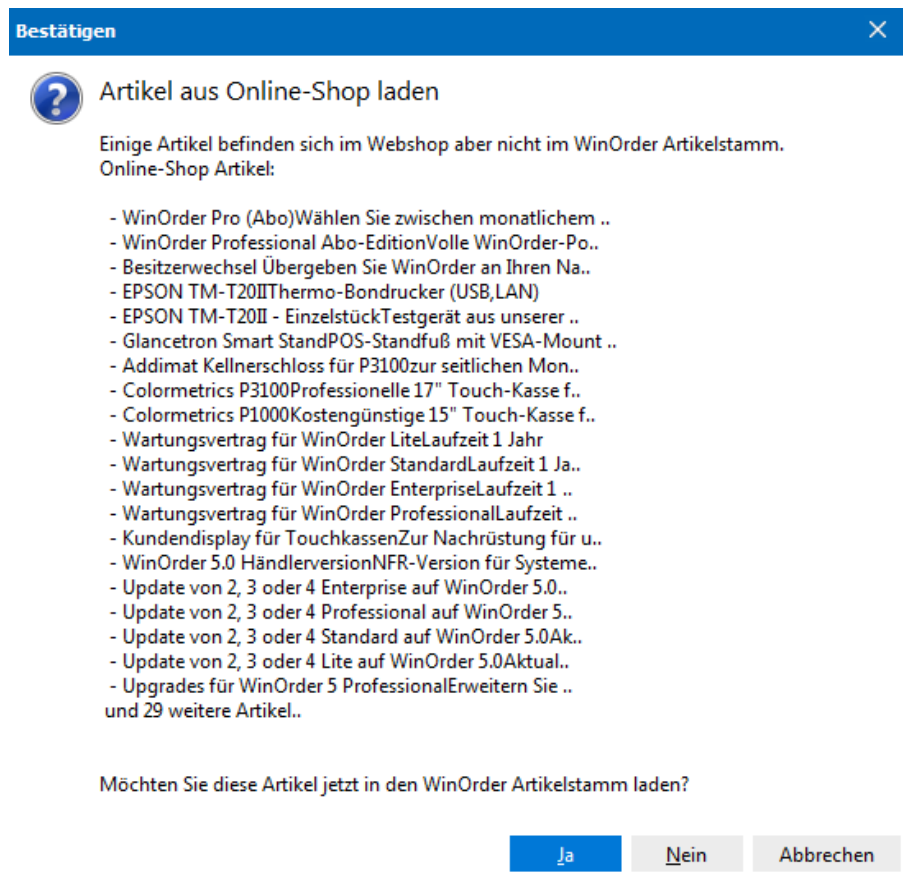 Bestätigen
Artikel aus Online-Shop laden
Einige Artikel befinden sich im Webshop aber nicht im WinOrder Artikelstamm.
Online-Shop Artikel:
- WinOrder Pro (Abo)Wählen Sie zwischen monatlichem ..
- WinOrder Professional Abo-EditionVolle WinOrder-Po..
- Besitzerwechsel Übergeben Sie WinOrder an Ihren Na..
- EPSON TM-T20IIThermo-Bondrucker (USB,LAN)
- EPSON TM-T20II - EinzelstückTestgerät aus unserer ..
- Glancetron Smart StandPOS-Standfuß mit VESA-Mount ..
- Addimat Kellnerschloss für P3100zur seitlichen Mon..
- Colormetrics P3100Professionelle 17" Touch-Kasse f..
- Colormetrics P1000Kostengünstige 15" Touch-Kasse f..
- Wartungsvertrag für WinOrder LiteLaufzeit 1 Jahr
- Wartungsvertrag für WinOrder StandardLaufzeit 1 Ja..
- Wartungsvertrag für WinOrder EnterpriseLaufzeit 1 ..
- Wartungsvertrag für WinOrder ProfessionalLaufzeit ..
- Kundendisplay für TouchkassenZur Nachrüstung für u..
- WinOrder 5.0 HändlerversionNFR-Version für Systeme..
- Update von 2, 3 oder 4 Enterprise auf WinOrder 5.0..
- Update von 2, 3 oder 4 Professional auf WinOrder 5..
- Update von 2, 3 oder 4 Standard auf WinOrder 5.0Ak..
- Update von 2, 3 oder 4 Lite auf WinOrder 5.0Aktual..
- Upgrades für WinOrder 5 ProfessionalErweitern Sie ..
und 29 weitere Artikel..
Möchten Sie diese Artikel jetzt in den WinOrder Artikelstamm laden?
Ja Nein Abbrechen